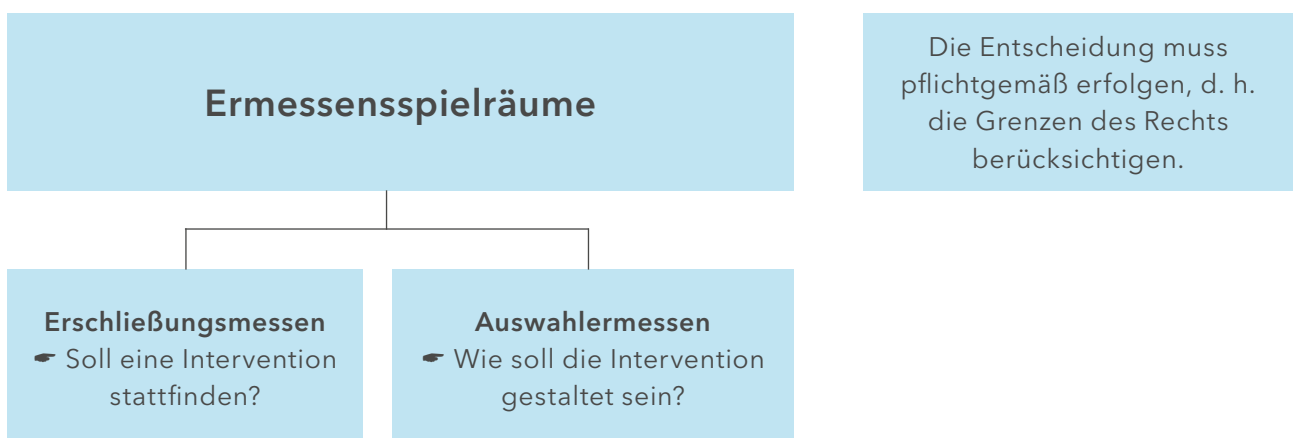 Ermessensspielräume
Die Entscheidung muss
pflichtgemäß erfolgen, d. h.
die Grenzen des Rechts
berücksichtigen.
Erschließungsmessen
☛ Soll eine Intervention
stattfinden?
Auswahlermessen
☛ Wie soll die Intervention
gestaltet sein?